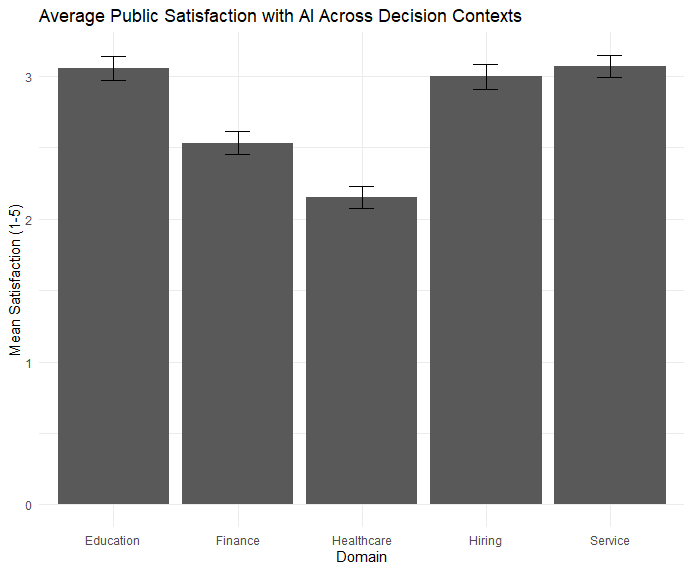 Average Public Satisfaction with AI Across Decision Contexts
Mean Satisfaction (1-5)
3
2
1
0
Education Finance Healthcare Hiring Service
Domain